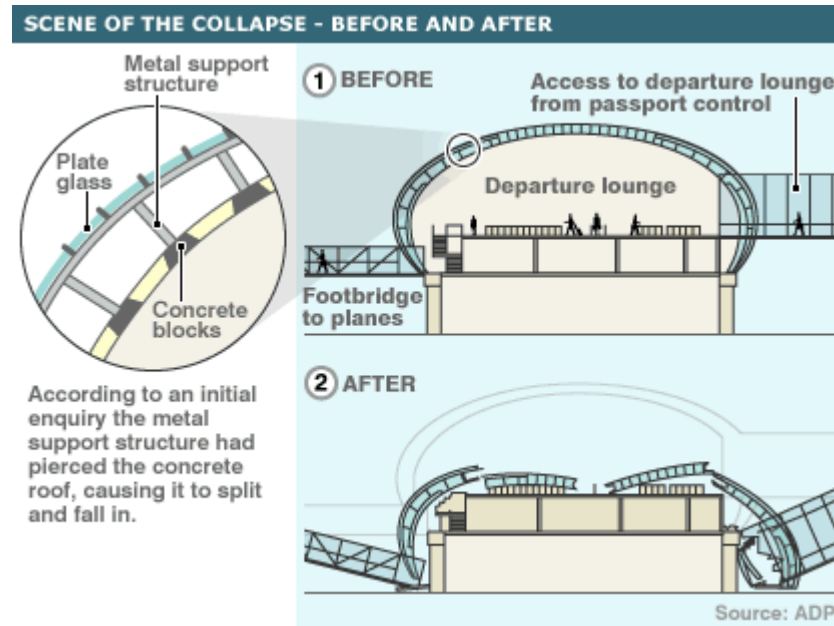 SCENE OF THE COLLAPSE - BEFORE AND AFTER
Metal support
structure
Plate
glass
Concrete
blocks
According to an initial
enquiry the metal
support structure had
pierced the concrete
roof, causing it to split
and fall in.
1 BEFORE
Access to departure lounge
from passport control
Departure lounge
Footbridge
to planes
2 AFTER
Source: ADP